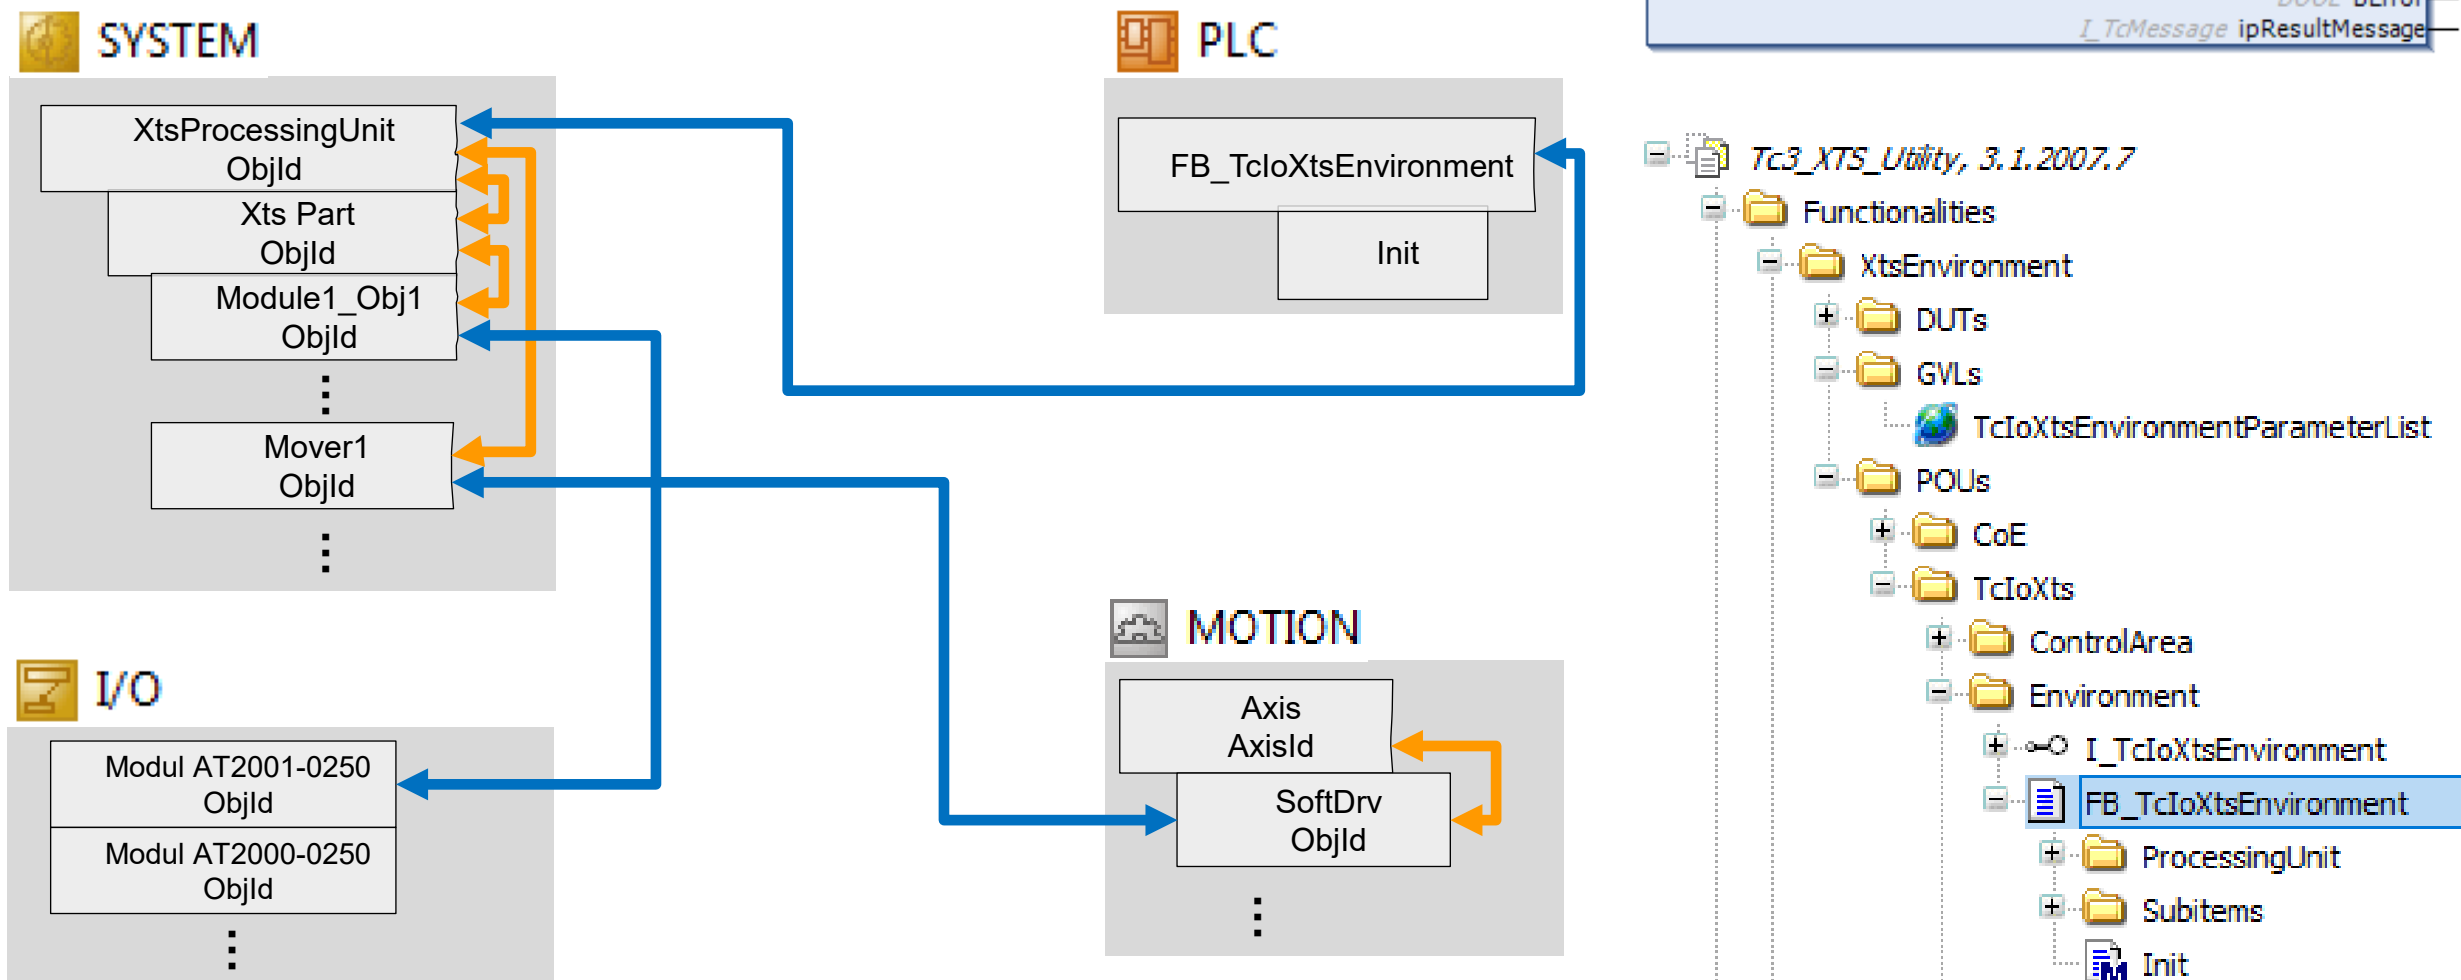 SYSTEM
XtsProcessingUnit
ObjId
Xts Part
ObjId
Module1_Obj1
ObjId
Mover1
ObjId
I/O
Modul AT2001-0250
ObjId
Modul AT2000-0250
ObjId
PLC
FB_TcIoXtsEnvironment
Init
MOTION
Axis
AxisId
SoftDrv
ObjId
BOOL bError
I_TcMessage ipResultMessage
Tc3_XTS_Utility, 3.1.2007.7
Functionalities
XtsEnvironment
DUTs
GVLs
TcIoXtsEnvironmentParameterList
POUs
CoE
TcIoXts
ControlArea
Environment
I_TcIoXtsEnvironment
FB_TcIoXtsEnvironment
ProcessingUnit
Subitems
Init